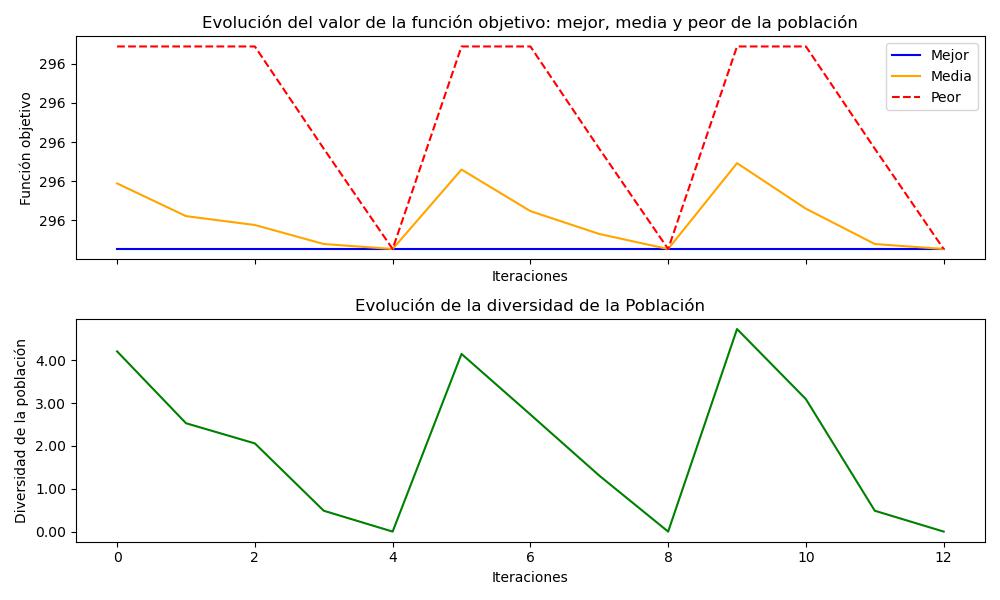 Evolución del valor de la función objetivo: mejor, media y peor de la población
296
296
296
296
296
Función objetivo
Mejor
Media
Peor
Iteraciones
Evolución de la diversidad de la Población
4.00
3.00
2.00
1.00
0.00
Diversidad de la población
0 2 4 6 8 10 12
Iteraciones